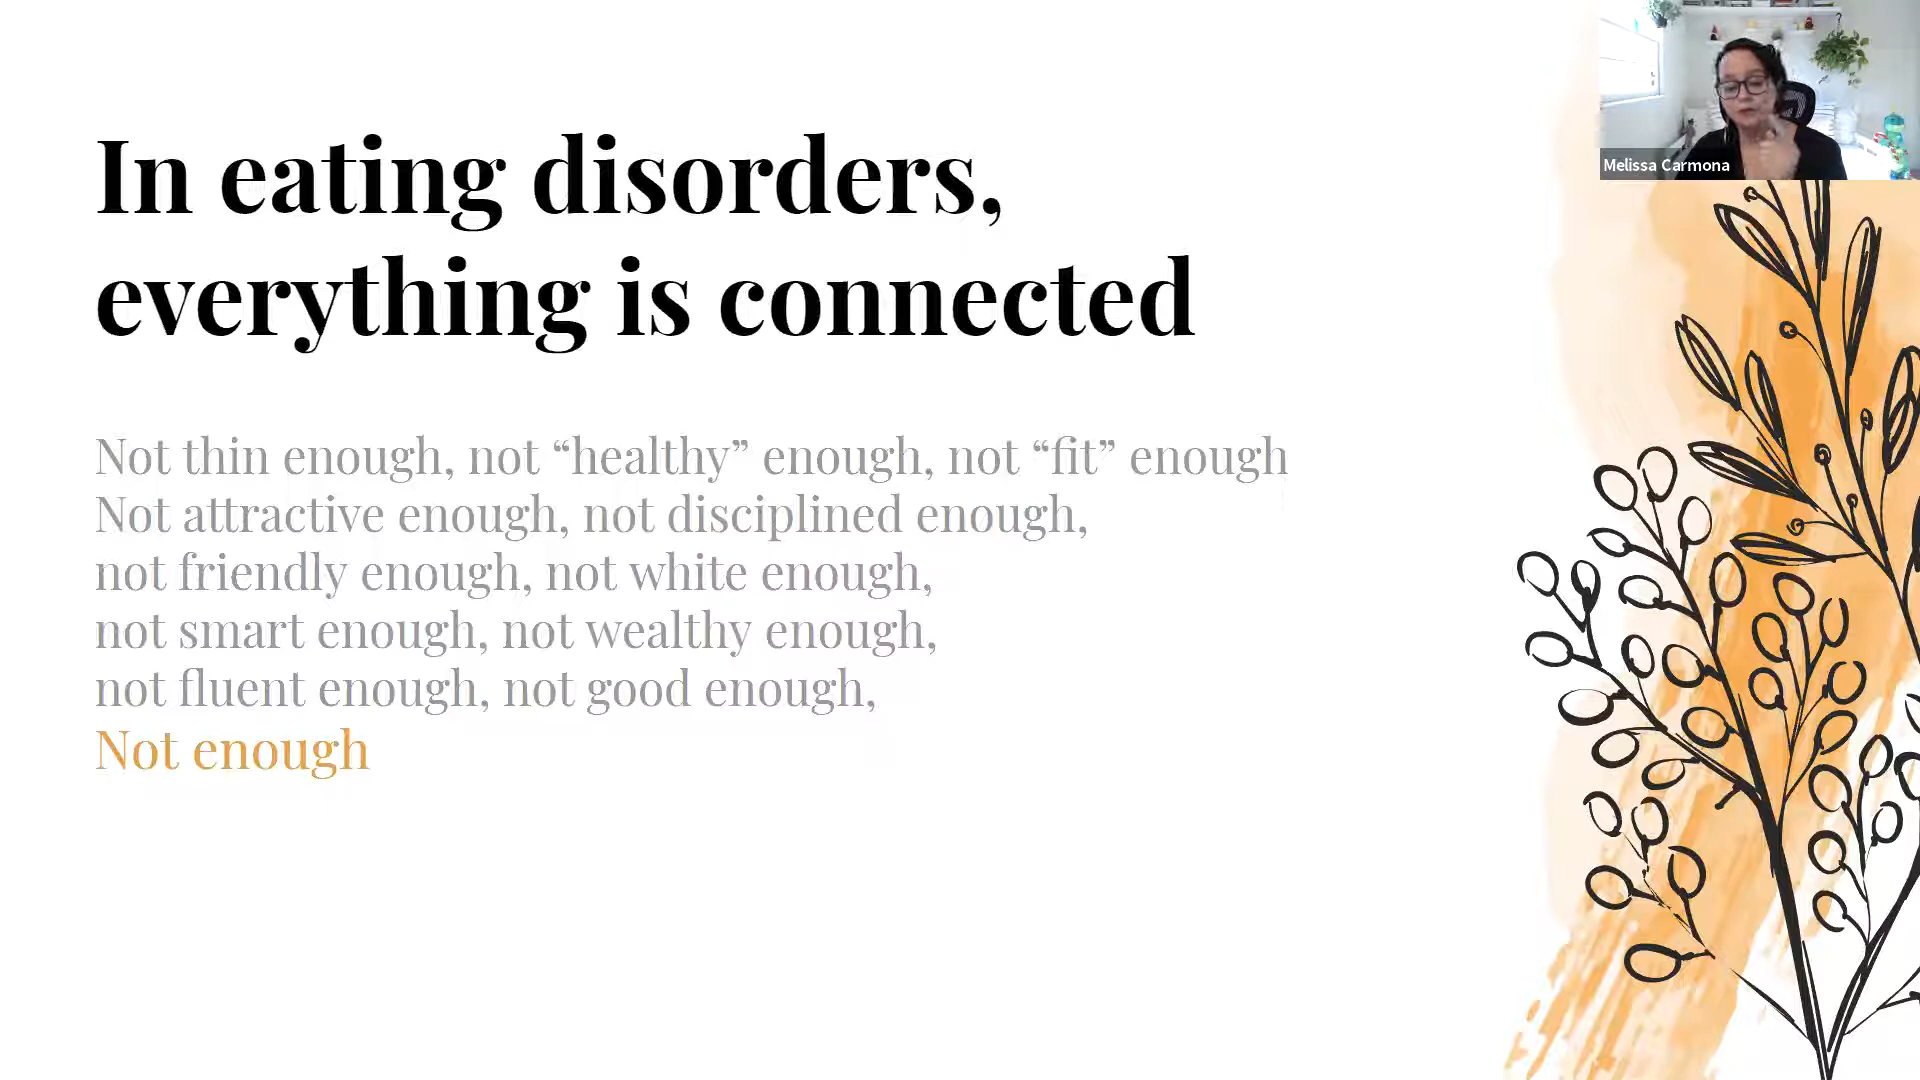 In eating disorders,
everything is connected
Not thin enough, not “healthy” enough, not “fit” enough
Not attractive enough, not disciplined enough,
not friendly enough, not white enough,
not smart enough, not wealthy enough,
not fluent enough, not good enough,
Not enough
Melissa Carmona